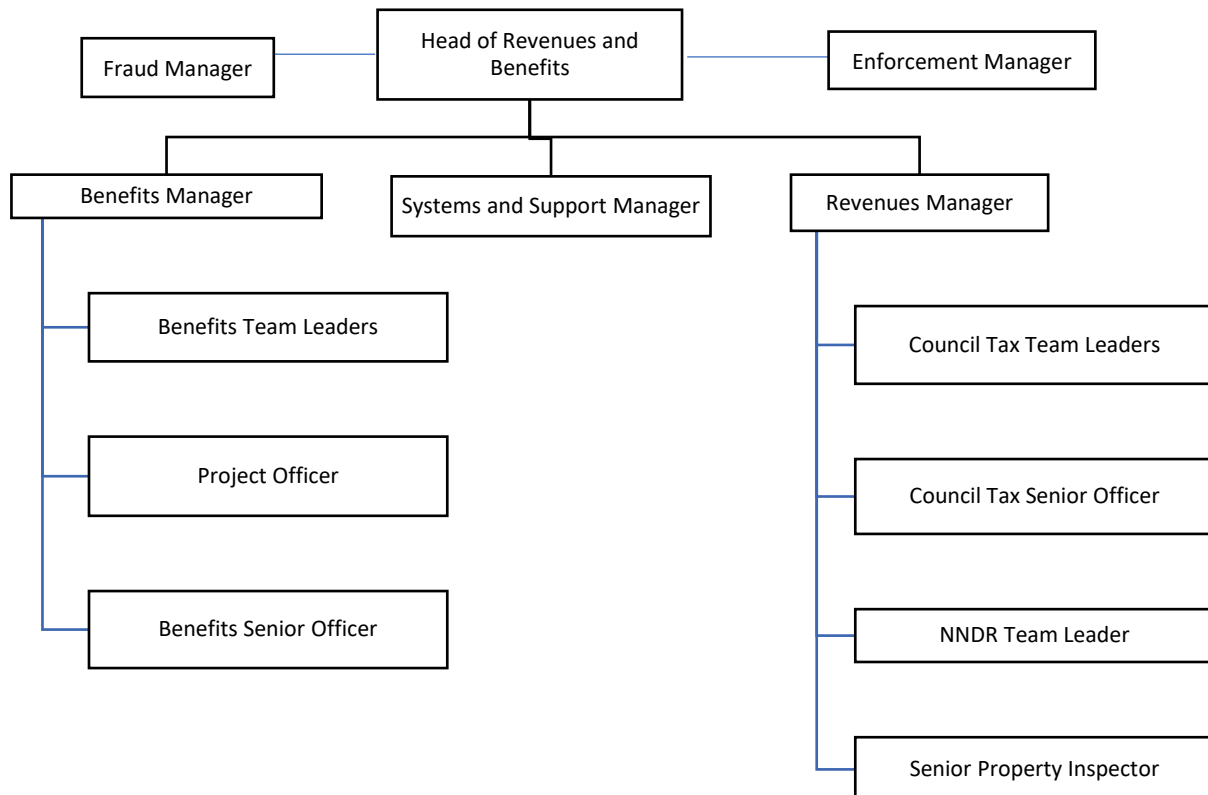 Head of Revenues and
Benefits
Fraud Manager
Enforcement Manager
Benefits Manager
Systems and Support Manager
Revenues Manager
Benefits Team Leaders
Council Tax Team Leaders
Project Officer
Council Tax Senior Officer
Benefits Senior Officer
NNDR Team Leader
Senior Property Inspector